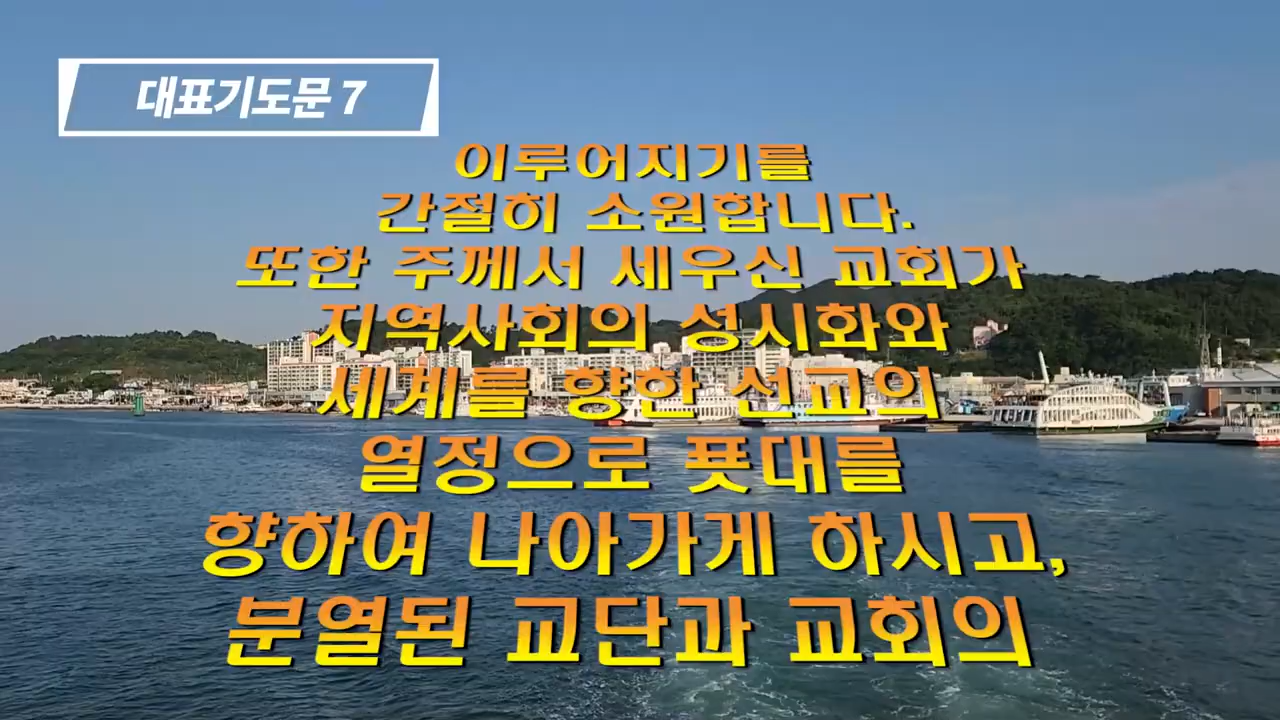 대표기도문 7
이루어지기를
간절히 소원합니다.
또한 주께서 세우신 교회가
지역사회의 성시화와
세계를 향한 선교의
열정으로 푯대를
향하여 나아가게 하시고,
분열된 교단과 교회의